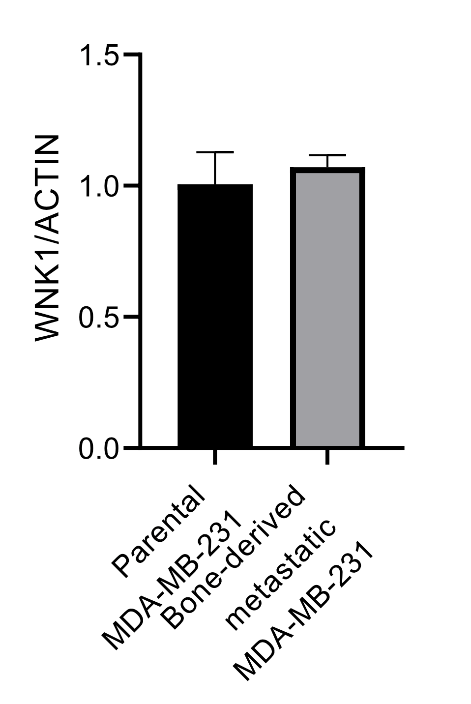 WNK1/ACTIN
1.5
1.0
0.5
0.0
Parental
MDA-MB-231
Bone-derived
metastatic
MDA-MB-231